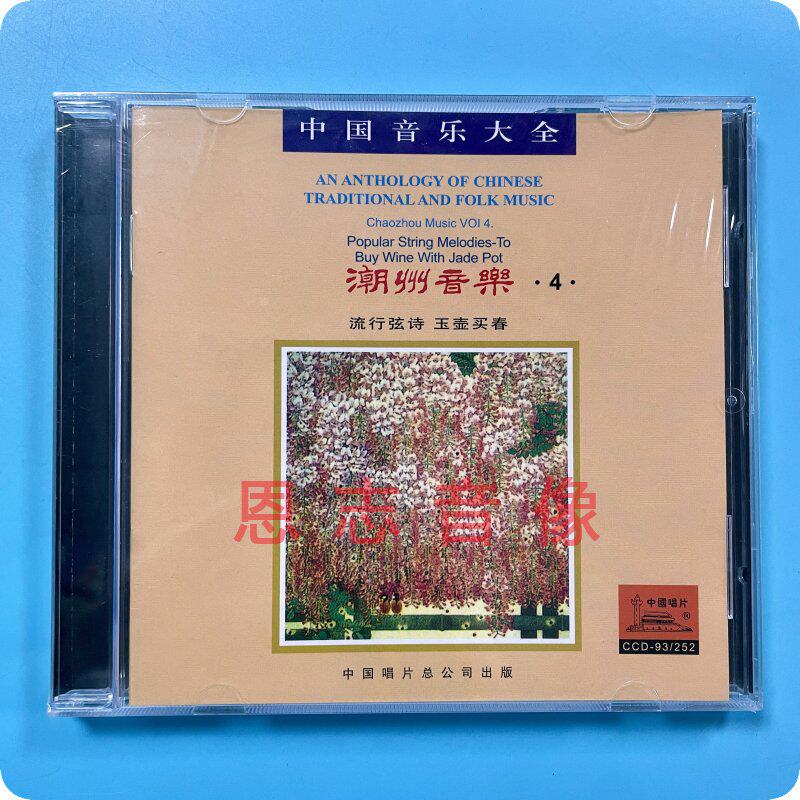 中国音乐大全
AN ANTHOLOGY OF CHINESE
TRADITIONAL AND FOLK MUSIC
Chaozhou Music VOl 4.
Popular String Melodies-To
Buy Wine With Jade Pot
潮州音樂 ·4·
流行弦诗 玉壶买春
恩志音像
中國唱片
®
CCD-93/252
中国唱片总公司出版